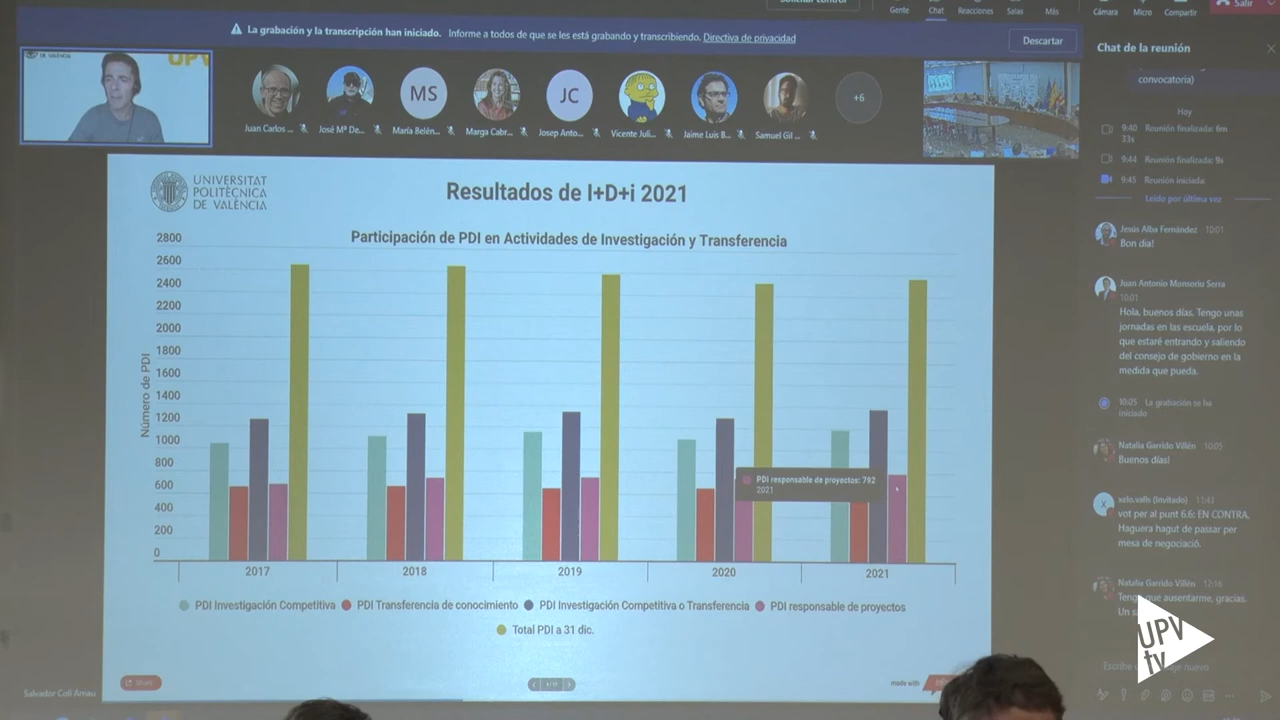 Gente
Chat
Reacciones
Salas
Más
Cámara
Micro
Compartir
Salir
La grabación y la transcripción han iniciado. Informe a todos de que se les está grabando y transcribiendo. Directiva de privacidad
Descartar
Chat de la reunión
DE VALÈNCIA
UPV
MS
JC
+6
Juan Carlos ...
José Mª De...
María Belén...
Marga Cabr...
Josep Anto...
Vicente Juli...
Jaime Luis B...
Samuel Gil ...
convocatoria)
Hoy
9:40 Reunión finalizada: 6m
33s
9:44 Reunión finalizada: 9s
9:45 Reunión iniciada
Leído por última vez
Jesús Alba Fernández 10:01
Bon dia!
Juan Antonio Monsoriu Serra
10:01
Hola, buenos días. Tengo unas
jornadas en las escuela, por lo
que estaré entrando y saliendo
del consejo de gobierno en la
medida que pueda.
10:05 La grabación se ha
iniciado
Natalia Garrido Villén 10:05
Buenos días!
X
xelo.valls (Invitado) 11:43
vot per al punt 6.6: EN CONTRA.
Haguera hagut de passar per
mesa de negociació.
Natalia Garrido Villén 12:16
que ausentarme, gracias.
UNIVERSITAT
POLITÈCNICA
DE VALÈNCIA
Resultados de I+D+i 2021
Participación de PDI en Actividades de Investigación y Transferencia
Número de PDI
2800
2600
2400
2200
2000
1800
1600
1400
1200
1000
800
600
400
200
0
PDI responsable de proyectos: 792
2021
2017
2018
2019
2020
2021
PDI Investigación Competitiva
PDI Transferencia de conocimiento
PDI Investigación Competitiva o Transferencia
PDI responsable de proyectos
Total PDI a 31 dic.
Share
made with
Salvador Coll Arnau
UPV
tv